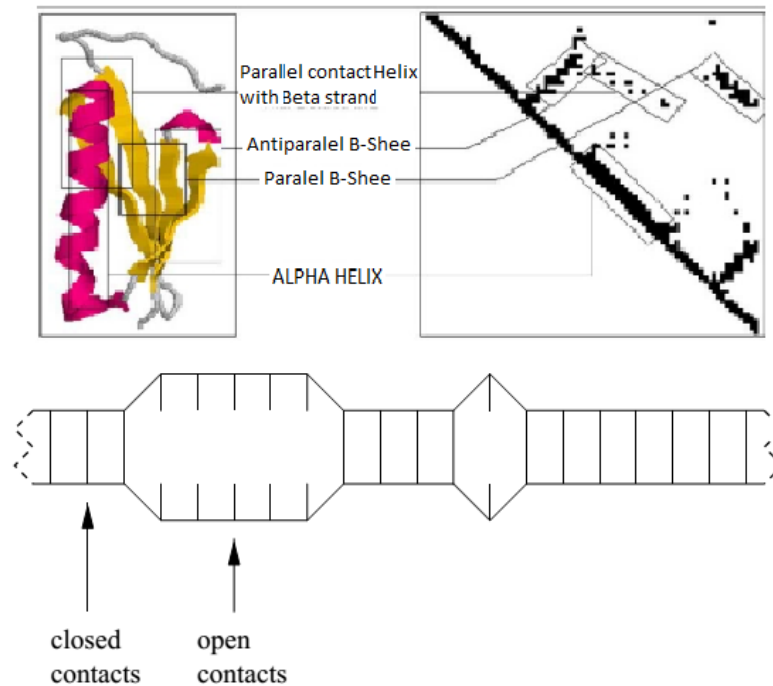 Parallel contact Helix
with Beta strand
Antiparalel B-Shee
Paralel B-Shee
ALPHA HELIX
closed
contacts
open
contacts